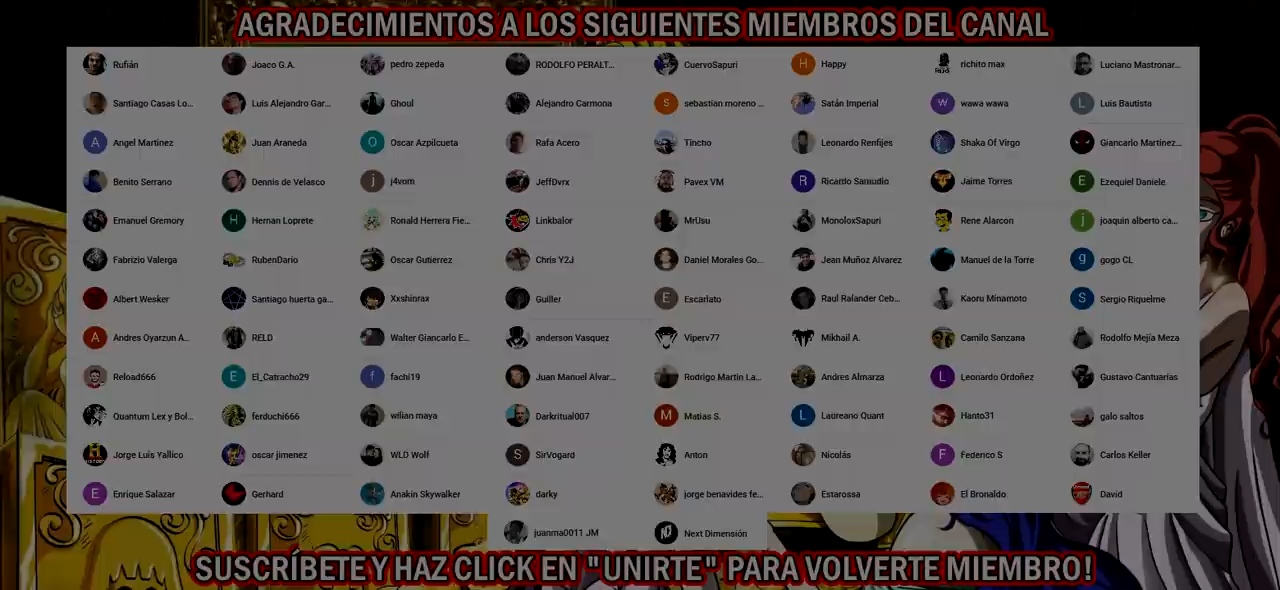 AGRADECIMIENTOS A LOS SIGUIENTES MIEMBROS DEL CANAL
Rufián Joaco G.A. pedro zepeda RODOLFO PERALT... CuervoSapuri H Happy richito max Luciano Mastronar...
Santiago Casas Lo... Luis Alejandro Gar... Ghoul Alejandro Carmona s sebastian moreno ... Satán Imperial w wawa wawa L Luis Bautista
A Angel Martinez Juan Araneda O Oscar Azpilcueta Rafa Acero Tincho Leonardo Renfijes Shaka Of Virgo Giancarlo Martinez...
Benito Serrano Dennis de Velasco j j4vom JeffDvrx Pavex VM R Ricardo Samudio Jaime Torres E Ezequiel Daniele
Emanuel Gremory H Hernan Loprete Ronald Herrera Fie... Linkbalor MrUsu MonoloxSapuri Rene Alarcon j joaquin alberto ca...
Fabrizio Valerga RubenDario Oscar Gutierrez Chris Y2J Daniel Morales Go... Jean Muñoz Alvarez Manuel de la Torre g gogo CL
Albert Wesker Santiago huerta ga... Xxshinrax Guiller E Escarlato Raul Ralander Ceb... Kaoru Minamoto S Sergio Riquelme
A Andres Oyarzun A... RELD Walter Giancarlo E... anderson Vasquez Viperv77 Mikhail A. Camilo Sanzana Rodolfo Mejía Meza
Reload666 E El_Catracho29 f fachi19 Juan Manuel Alvar... Rodrigo Martin La... Andres Almarza L Leonardo Ordoñez Gustavo Cantuarias
Quantum Lex y Bol... ferduchi666 wilian maya Darkritual007 M Matias S. L Laureano Quant Hanto31 galo saltos
HISTORY Jorge Luis Yallico oscar jimenez WLD Wolf S SirVogard Anton Nicolás F Federico S Carlos Keller
E Enrique Salazar Gerhard Anakin Skywalker darky jorge benavides fe... Estarossa El Bronaldo David
juanma0011 JM Next Dimensión
SUSCRÍBETE Y HAZ CLICK EN "UNIRTE" PARA VOLVERTE MIEMBRO!